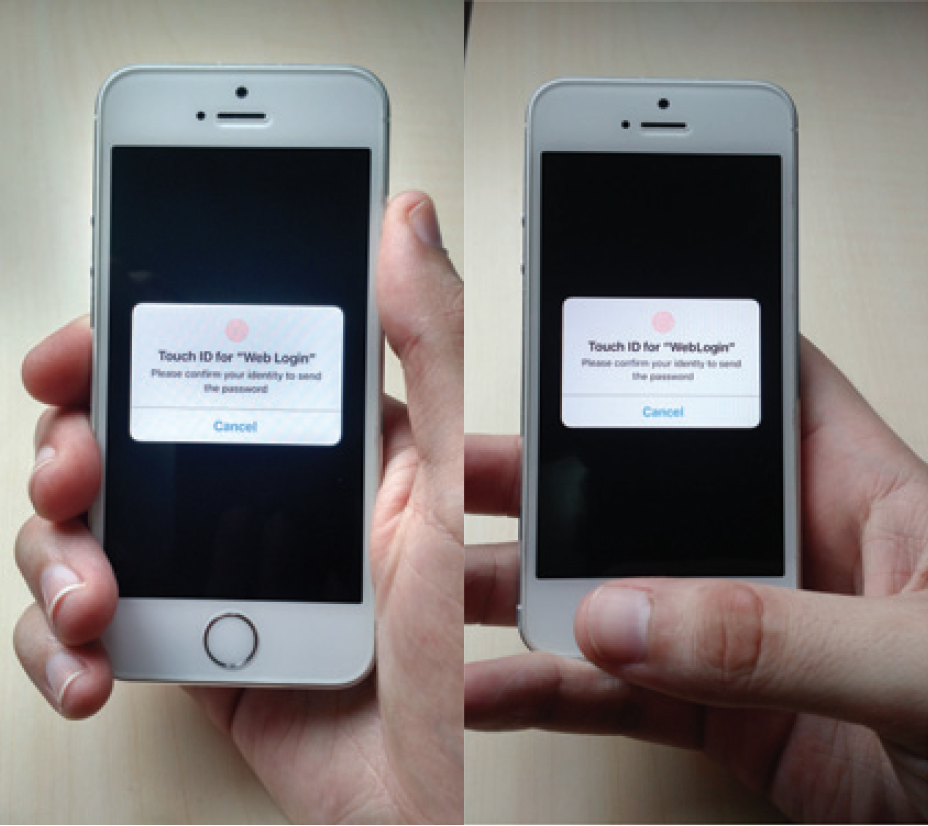 Touch ID for "Web Login"
Please confirm your identity to send
the password
Cancel
Touch ID for "WebLogin"
Please confirm your identity to send
the password
Cancel